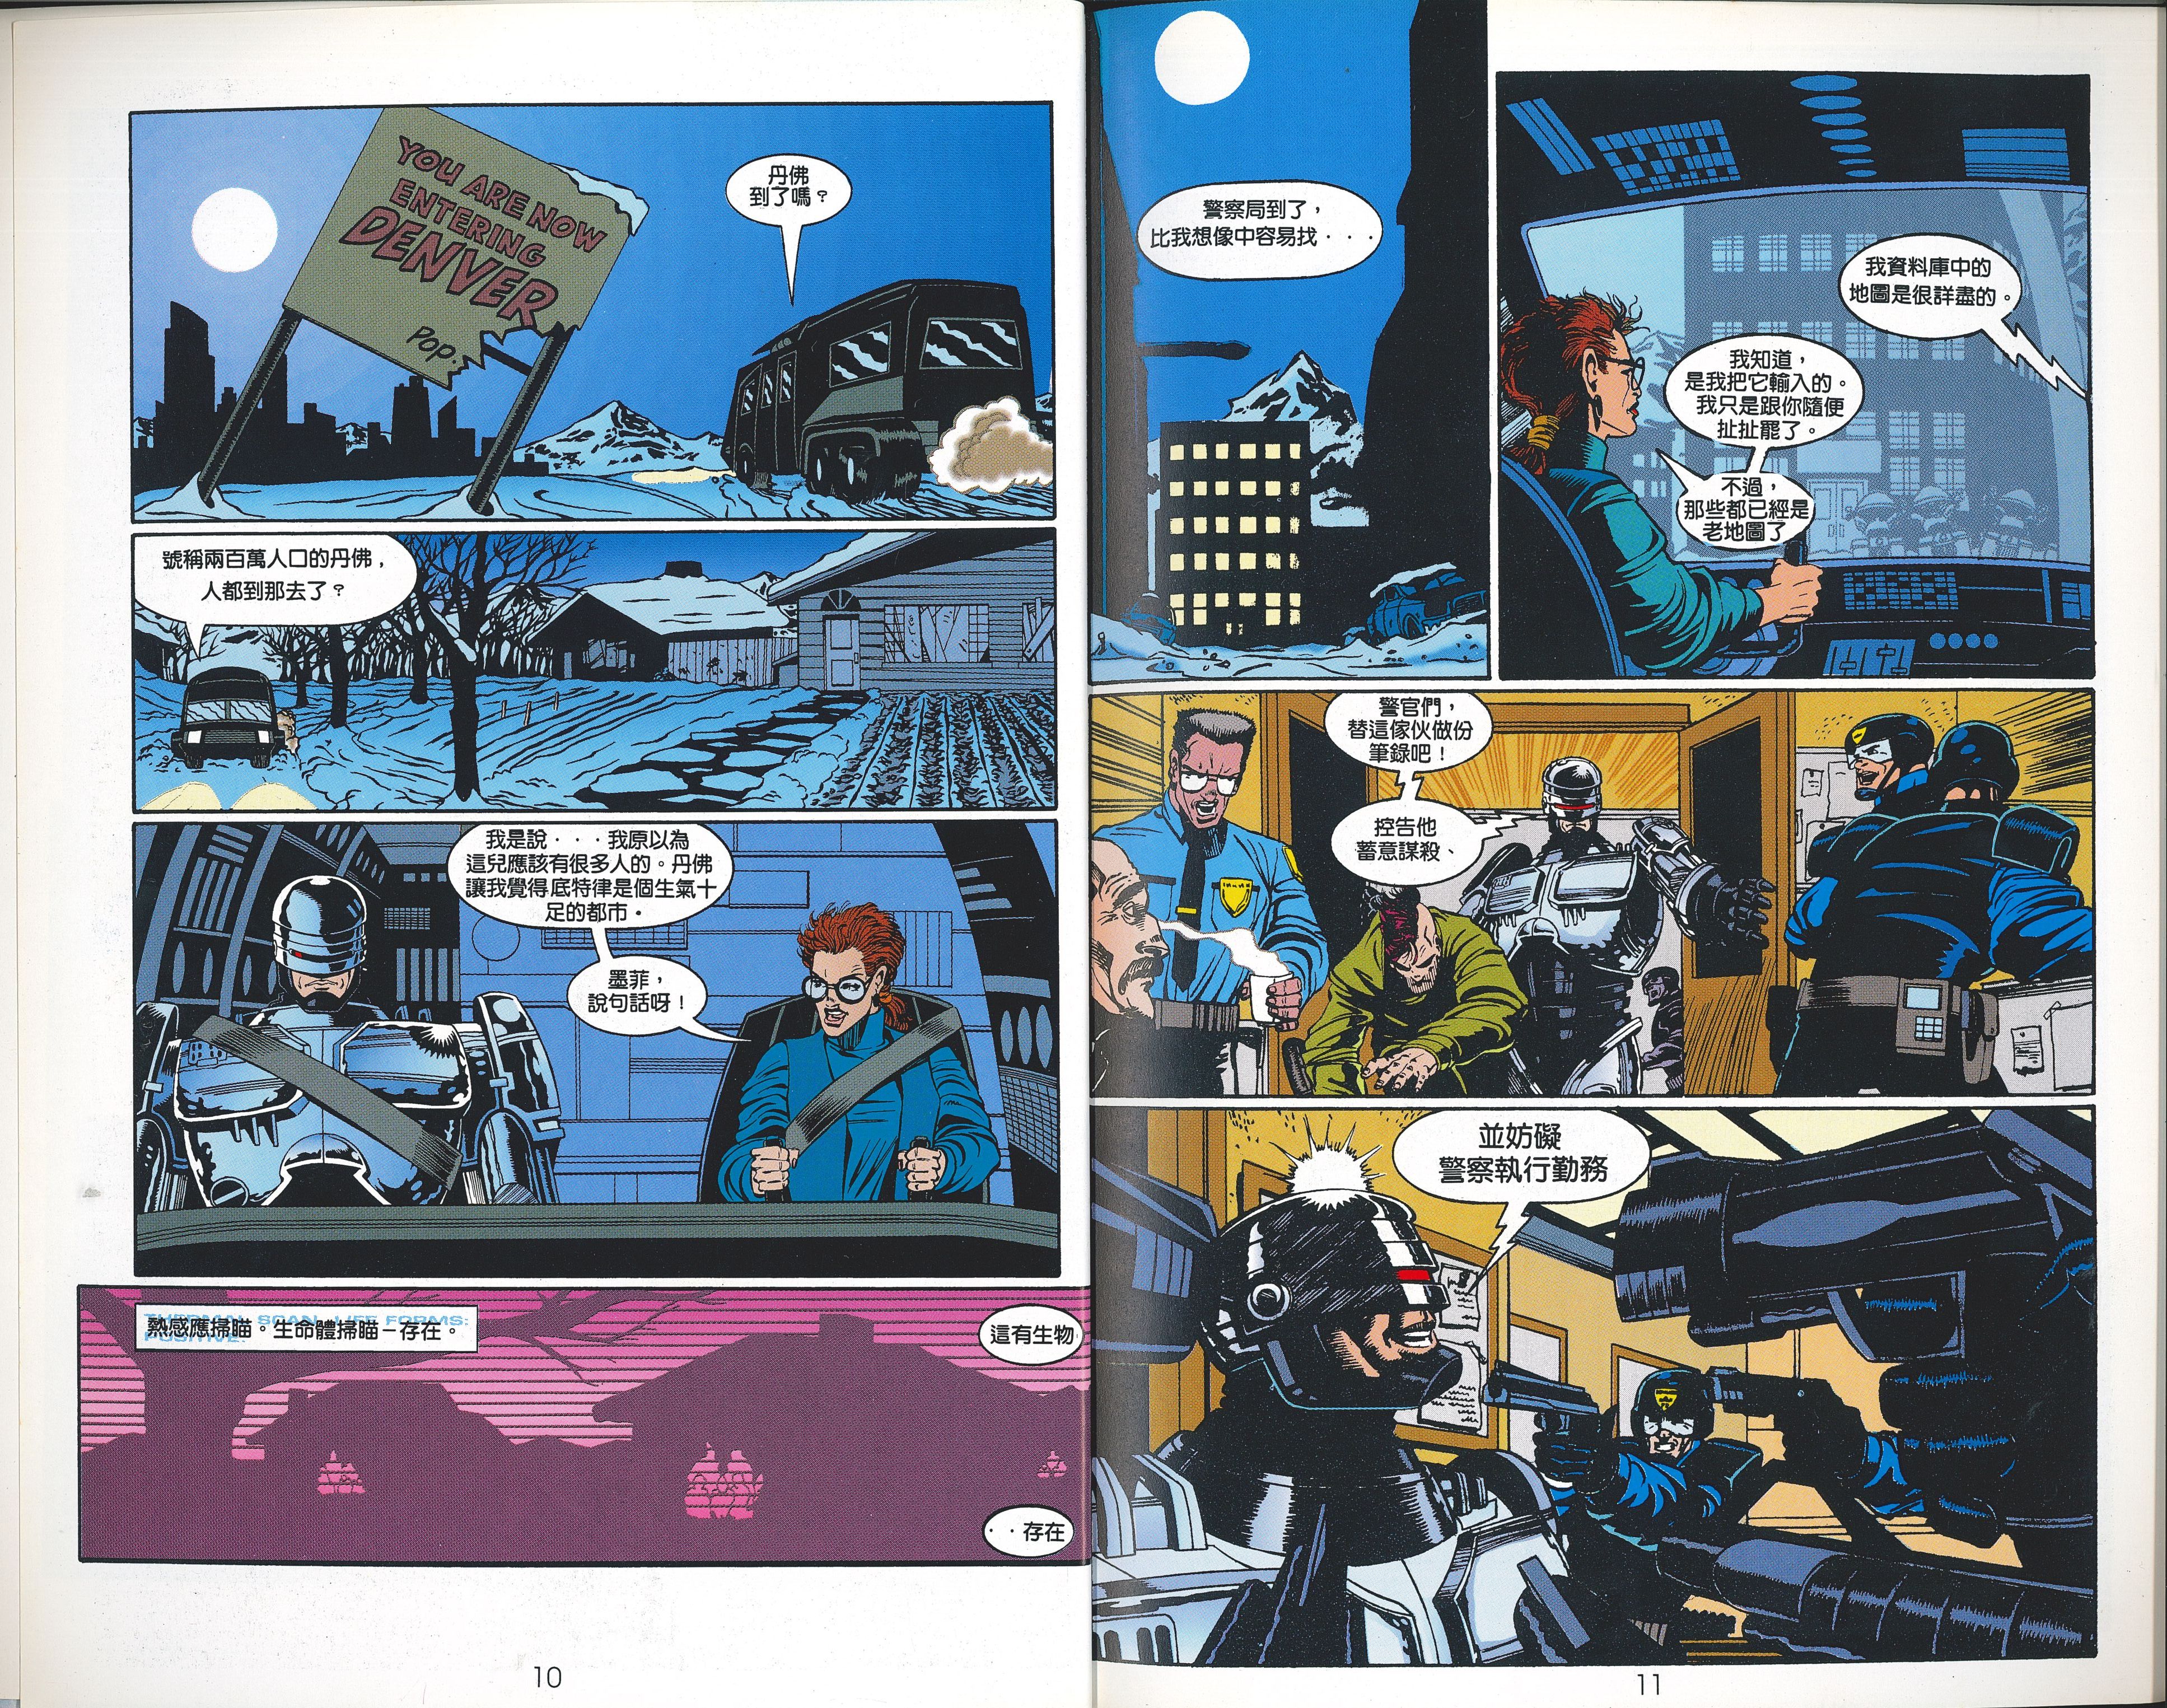 YOU ARE NOW
ENTERING
DENVER
Pop.
丹佛
到了嗎？
號稱兩百萬人口的丹佛，
人都到那去了？
我是說．．．我原以為
這兒應該有很多人的。丹佛
讓我覺得底特律是個生氣十
足的都市。
墨菲，
說句話呀！
THERMAL SCAN. LIFE FORMS:
POSITIVE.
熱感應掃瞄。生命體掃瞄－存在。
這有生物
．．存在
10
警察局到了，
比我想像中容易找．．．
我資料庫中的
地圖是很詳盡的。
我知道，
是我把它輸入的。
我只是跟你隨便
扯扯罷了。
不過，
那些都已經是
老地圖了
警官們，
替這傢伙做份
筆錄吧！
控告他
蓄意謀殺、
並妨礙
警察執行勤務
11